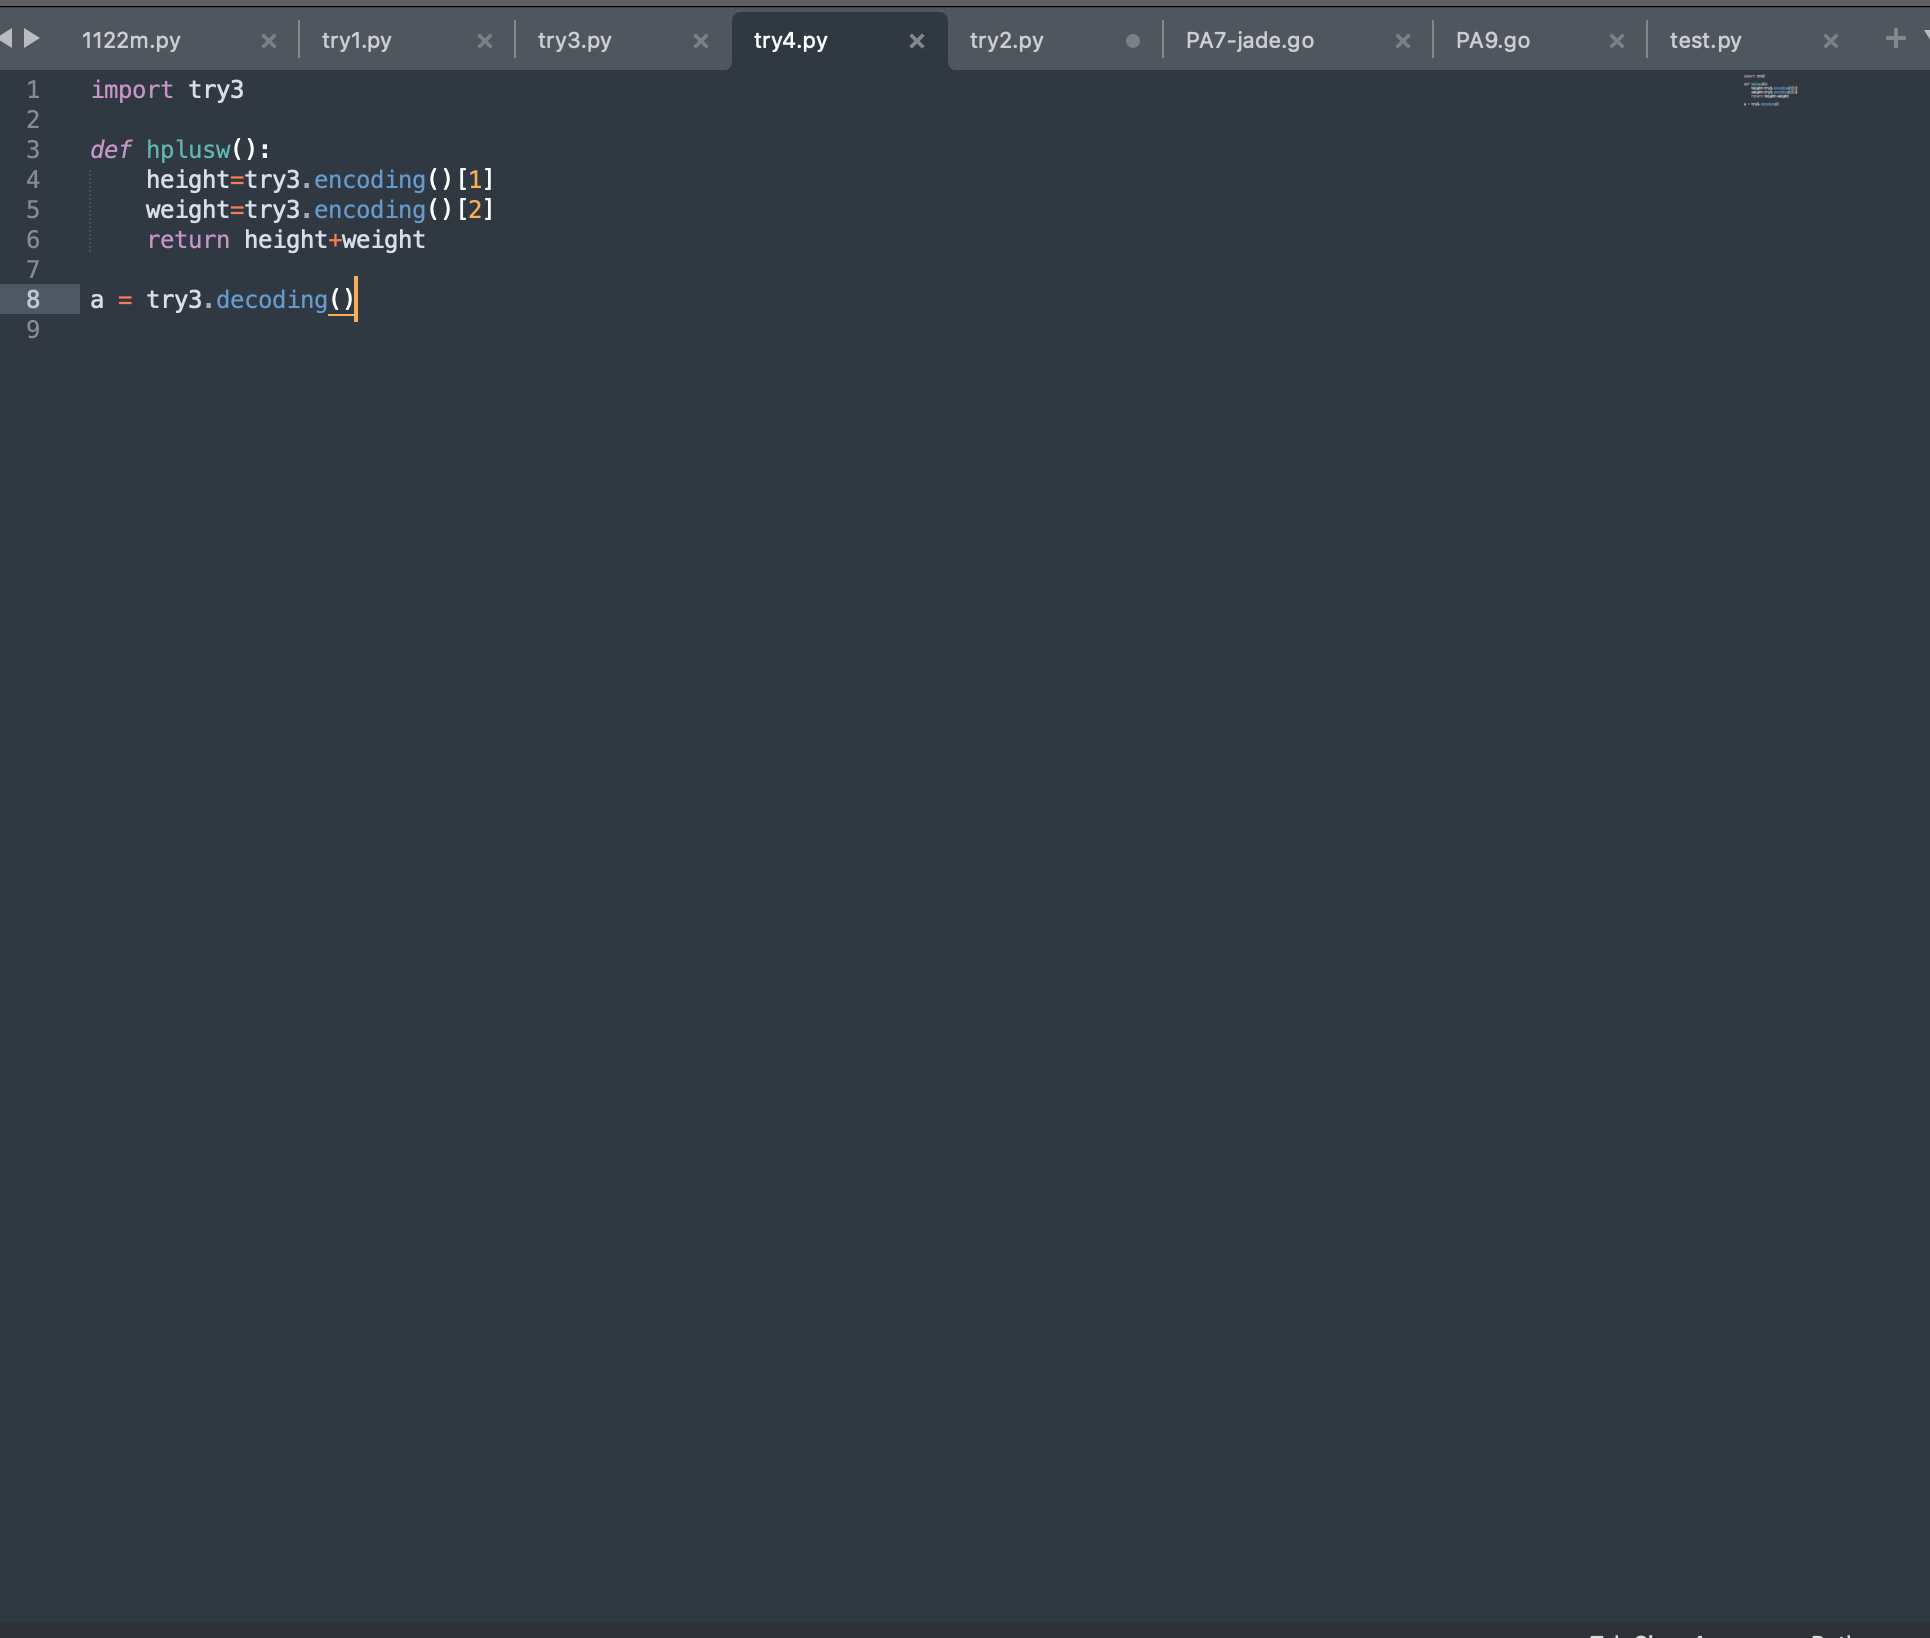 1122m.py try1.py try3.py try4.py try2.py PA7-jade.go PA9.go test.py
1 import try3
2
3 def hplusw():
4 height=try3.encoding()[1]
5 weight=try3.encoding()[2]
6 return height+weight
7
8 a = try3.decoding()
9